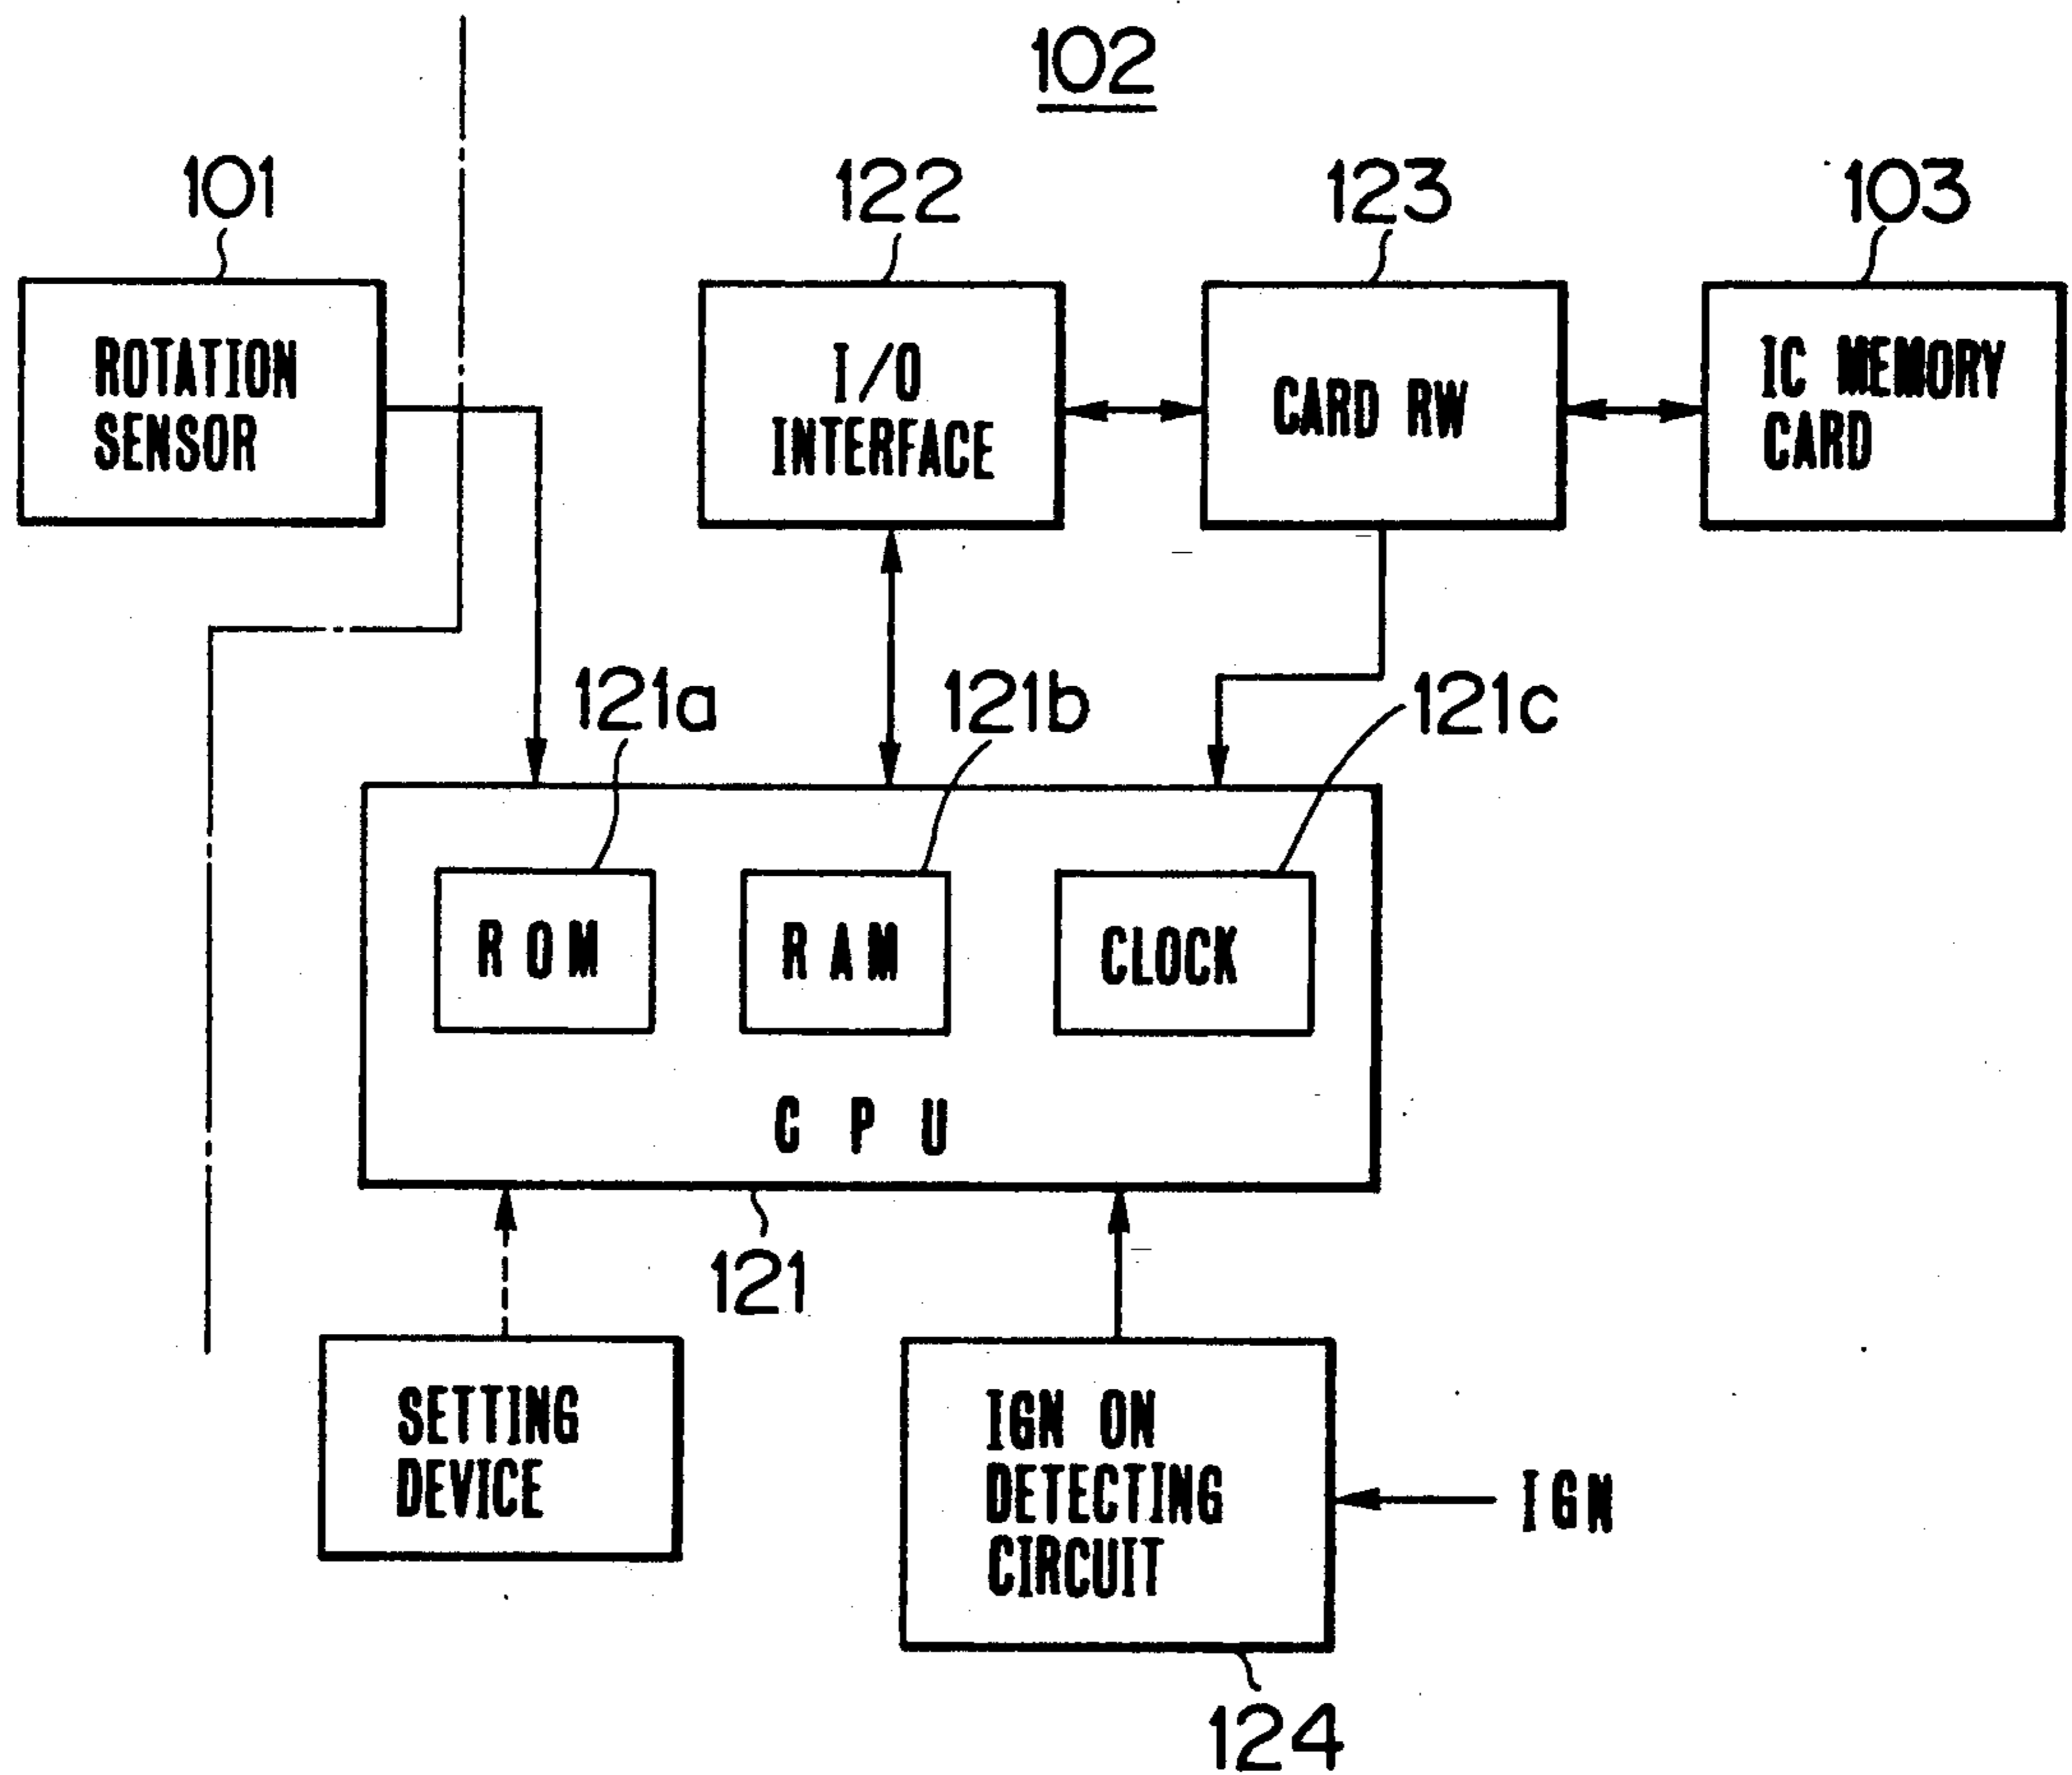 102
101
122
123
103
ROTATION
SENSOR
I/O
INTERFACE
CARD RW
IC MEMORY
CARD
121a
121b
121c
ROM
RAM
CLOCK
CPU
121
SETTING
DEVICE
IGN ON
DETECTING
CIRCUIT
IGN
124